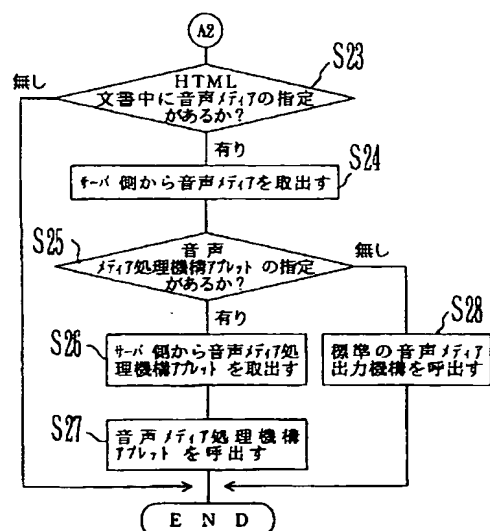 A2
S23
無し
HTML
文書中に音声メディアの指定
があるか?
有り
S24
サーバ側から音声メディアを取出す
S25
音声
メディア処理機構アプレットの指定
があるか?
無し
有り
S26
サーバ側から音声メディア処
理機構アプレットを取出す
S28
標準の音声メディア
出力機構を呼出す
S27
音声メディア処理機構
アプレットを呼出す
END